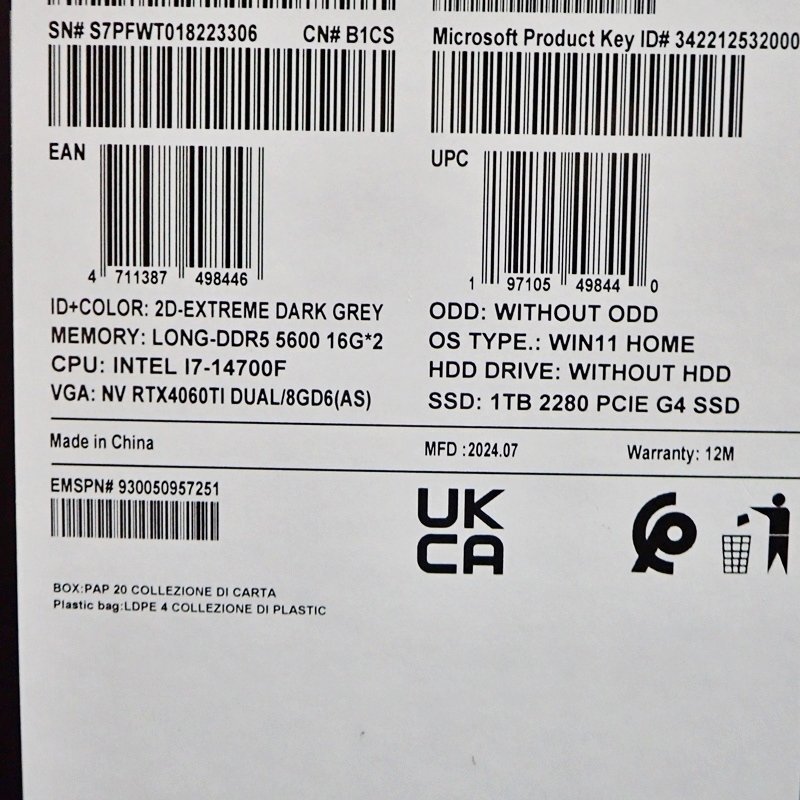 SN# S7PFWT018223306 CN# B1CS
Microsoft Product Key ID# 342212532000
EAN
4 711387 498446
UPC
1 97105 49844 0
ID+COLOR: 2D-EXTREME DARK GREY
MEMORY: LONG-DDR5 5600 16G*2
CPU: INTEL I7-14700F
VGA: NV RTX4060TI DUAL/8GD6(AS)
ODD: WITHOUT ODD
OS TYPE.: WIN11 HOME
HDD DRIVE: WITHOUT HDD
SSD: 1TB 2280 PCIE G4 SSD
Made in China MFD :2024.07 Warranty: 12M
EMSPN# 930050957251
UK
CA
BOX:PAP 20 COLLEZIONE DI CARTA
Plastic bag:LDPE 4 COLLEZIONE DI PLASTIC